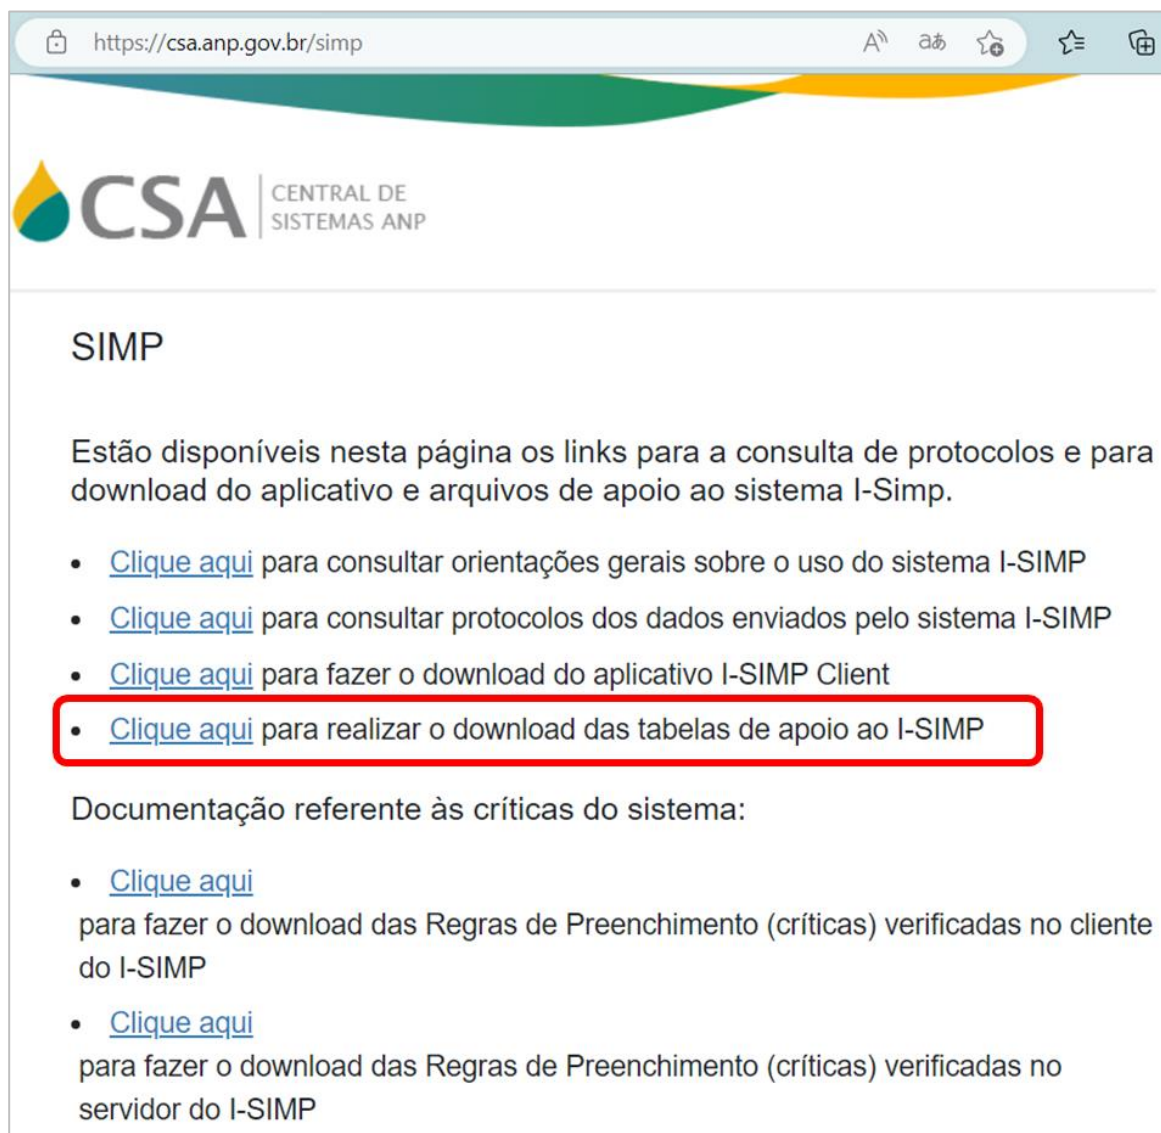 https://csa.anp.gov.br/simp
CSA
CENTRAL DE
SISTEMAS ANP
SIMP
Estão disponíveis nesta página os links para a consulta de protocolos e para
download do aplicativo e arquivos de apoio ao sistema I-Simp.
• Clique aqui para consultar orientações gerais sobre o uso do sistema I-SIMP
• Clique aqui para consultar protocolos dos dados enviados pelo sistema I-SIMP
• Clique aqui para fazer o download do aplicativo I-SIMP Client
• Clique aqui para realizar o download das tabelas de apoio ao I-SIMP
Documentação referente às críticas do sistema:
• Clique aqui
para fazer o download das Regras de Preenchimento (críticas) verificadas no cliente
do I-SIMP
• Clique aqui
para fazer o download das Regras de Preenchimento (críticas) verificadas no
servidor do I-SIMP